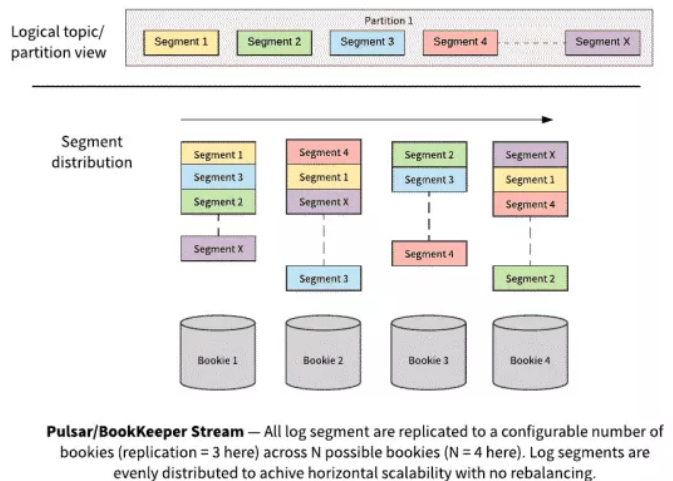 Logical topic/
partition view
Partition 1
Segment 1 Segment 2 Segment 3 Segment 4 Segment X
Segment
distribution
Segment 1
Segment 3
Segment 2
Segment X
Segment 4
Segment 1
Segment X
Segment 3
Segment 2
Segment 3
Segment 4
Segment X
Segment 1
Segment 4
Segment 2
Bookie 1 Bookie 2 Bookie 3 Bookie 4
Pulsar/BookKeeper Stream — All log segment are replicated to a configurable number of
bookies (replication = 3 here) across N possible bookies (N = 4 here). Log segments are
evenly distributed to achive horizontal scalability with no rebalancing.